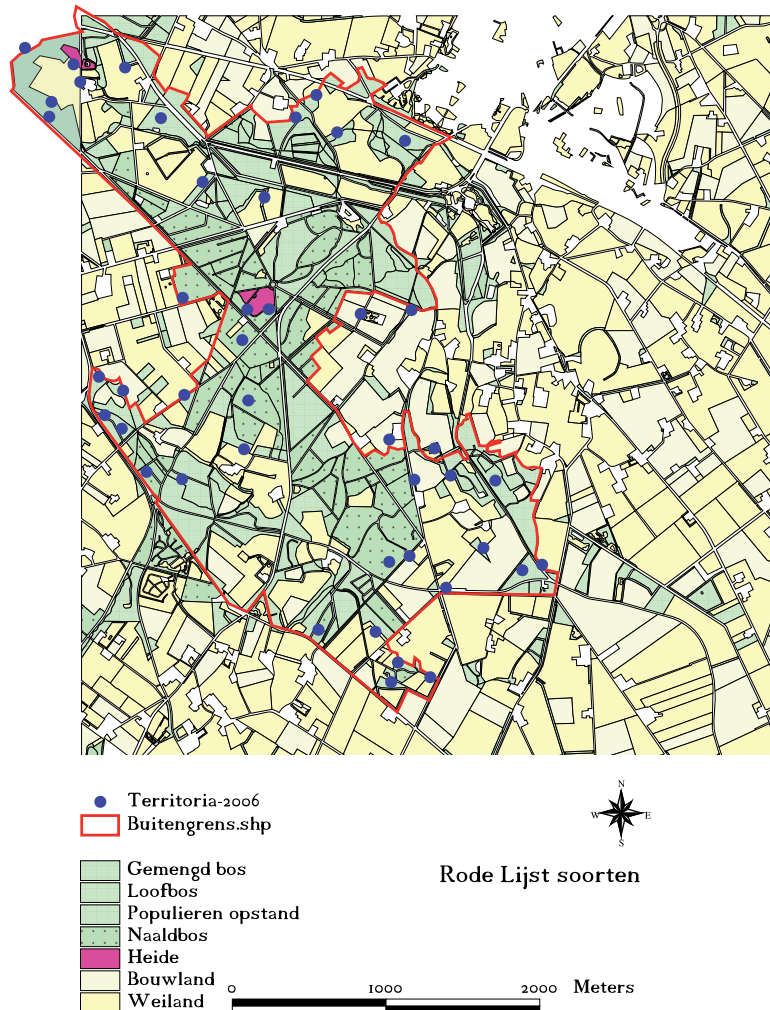 Territoria-2006
Buitengrens.shp
N
W E
S
Rode Lijst soorten
Gemengd bos
Loofbos
Populieren opstand
Naaldbos
Heide
Bouwland
Weiland
0 1000 2000 Meters